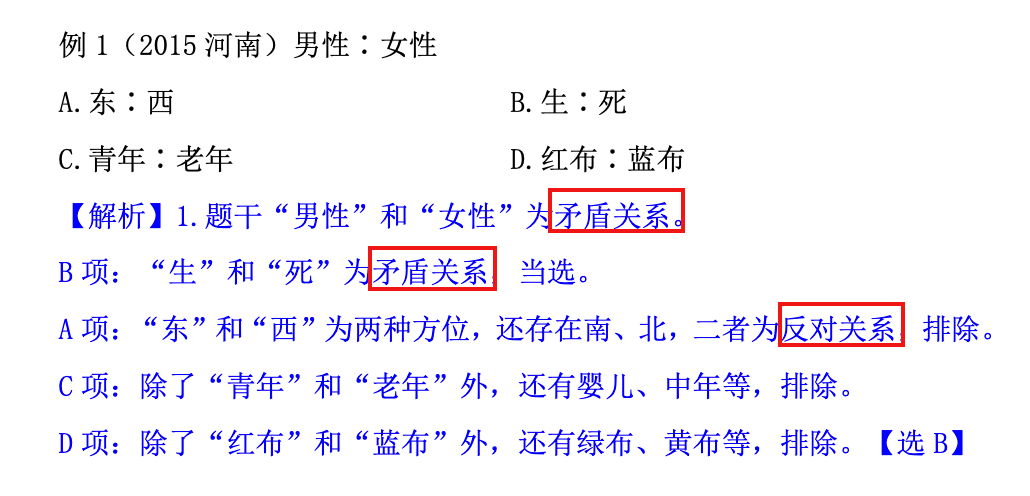 例 1（2015 河南）男性∶女性
A.东∶西 B.生∶死
C.青年∶老年 D.红布∶蓝布
【解析】1.题干“男性”和“女性”为矛盾关系。
B 项：“生”和“死”为矛盾关系，当选。
A 项：“东”和“西”为两种方位，还存在南、北，二者为反对关系，排除。
C 项：除了“青年”和“老年”外，还有婴儿、中年等，排除。
D 项：除了“红布”和“蓝布”外，还有绿布、黄布等，排除。【选 B】